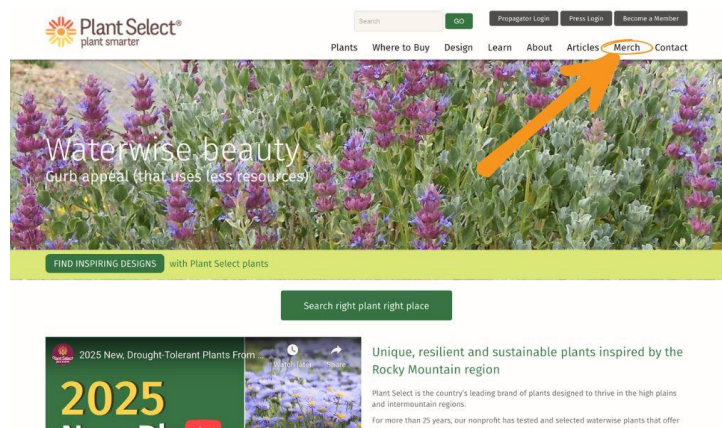 Plant Select®
plant smarter
Search
GO
Propagator Login
Press Login
Become a Member
Plants Where to Buy Design Learn About Articles Merch Contact
Waterwise beauty
Curb appeal (that uses less resources)
FIND INSPIRING DESIGNS with Plant Select plants
Search right plant right place
Plant Select
2025 New, Drought-Tolerant Plants From ...
Watch later
Share
2025
Unique, resilient and sustainable plants inspired by the
Rocky Mountain region
Plant Select is the country's leading brand of plants designed to thrive in the high plains
and intermountain regions.
For more than 25 years, our nonprofit has tested and selected waterwise plants that offer